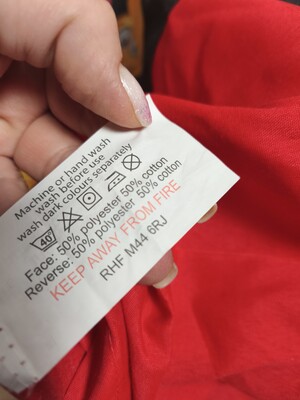 Machine or hand wash
wash before use
wash dark colours separately
40
Face: 50% polyester 50% cotton
Reverse: 50% polyester 50% cotton
KEEP AWAY FROM FIRE
RHF M44 6RJ